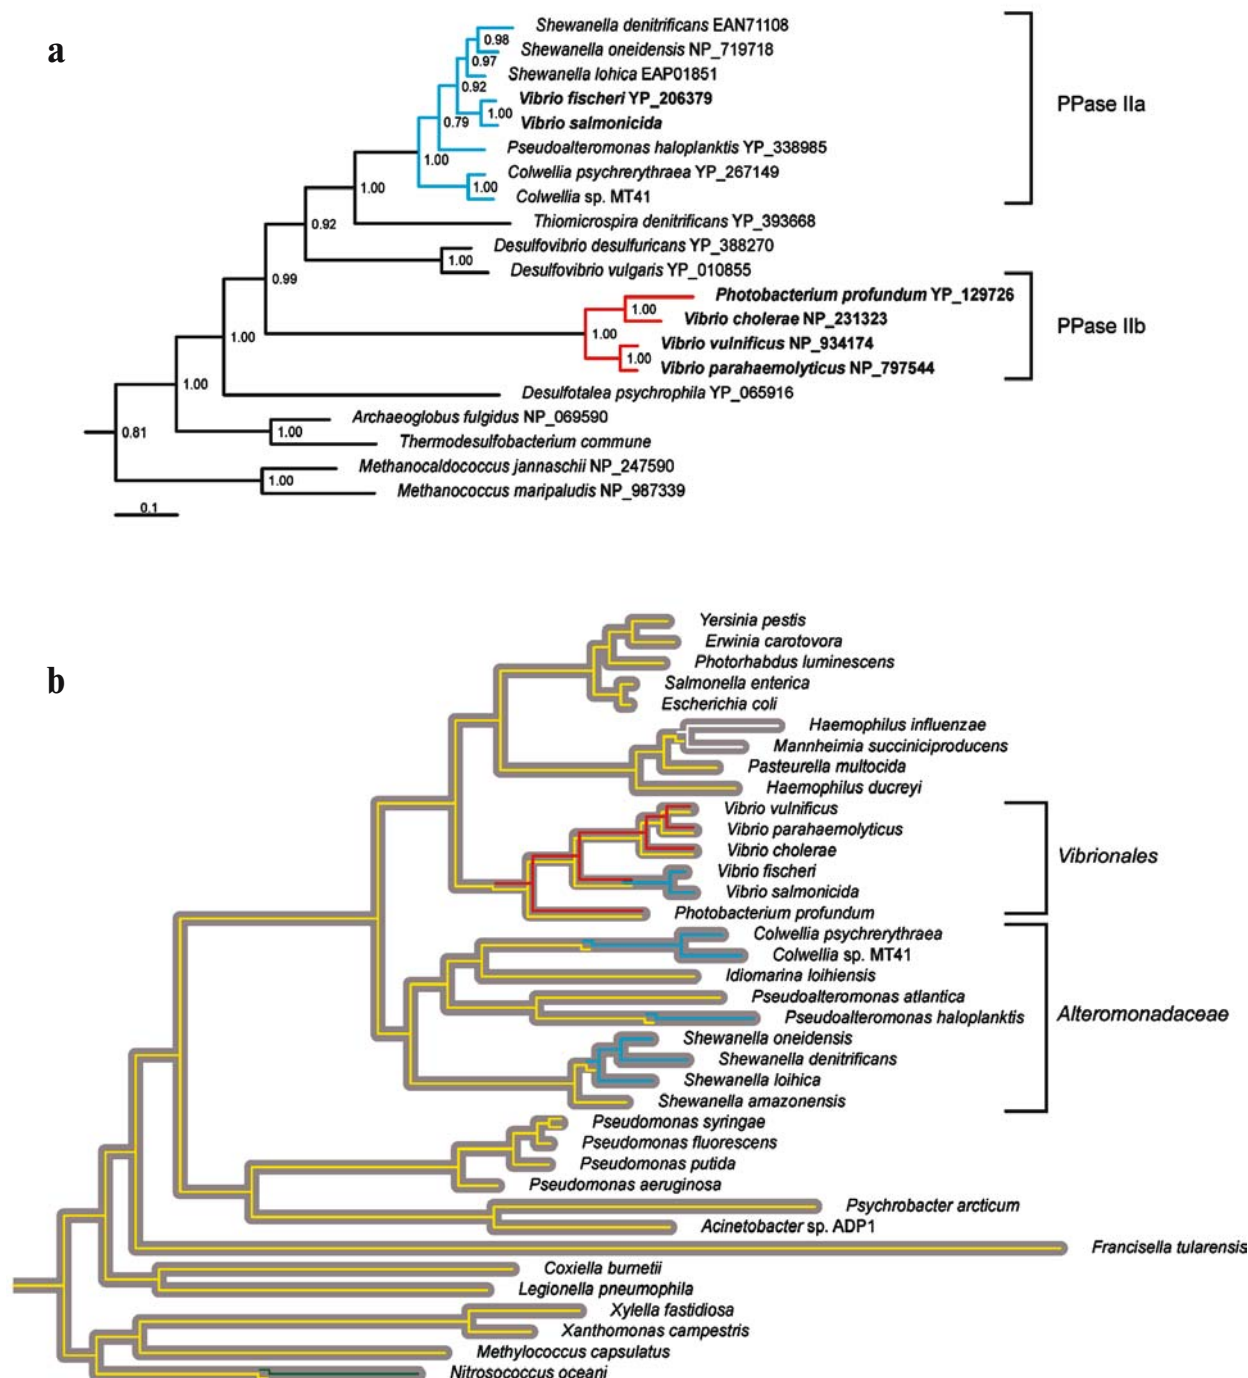 a
Shewanella denitrificans EAN71108
0.98
Shewanella oneidensis NP_719718
0.97
Shewanella lohica EAP01851
0.92
Vibrio fischeri YP_206379
1.00
PPase IIa
0.79
Vibrio salmonicida
Pseudoalteromonas haloplanktis YP_338985
1.00
Colwellia psychrerythraea YP_267149
1.00
1.00
Colwellia sp. MT41
Thiomicrospira denitrificans YP_393668
0.92
Desulfovibrio desulfuricans YP_388270
1.00
Desulfovibrio vulgaris YP_010855
0.99
Photobacterium profundum YP_129726
1.00
Vibrio cholerae NP_231323
1.00
1.00
PPase IIb
Vibrio vulnificus NP_934174
1.00
Vibrio parahaemolyticus NP_797544
1.00
Desulfotalea psychrophila YP_065916
Archaeoglobus fulgidus NP_069590
0.81
1.00
Thermodesulfobacterium commune
Methanocaldococcus jannaschii NP_247590
1.00
Methanococcus maripaludis NP_987339
0.1
b
Yersinia pestis
Erwinia carotovora
Photorhabdus luminescens
Salmonella enterica
Escherichia coli
Haemophilus influenzae
Mannheimia succiniciproducens
Pasteurella multocida
Haemophilus ducreyi
Vibrio vulnificus
Vibrio parahaemolyticus
Vibrio cholerae
Vibrionales
Vibrio fischeri
Vibrio salmonicida
Photobacterium profundum
Colwellia psychrerythraea
Colwellia sp. MT41
Idiomarina loihiensis
Pseudoalteromonas atlantica
Alteromonadaceae
Pseudoalteromonas haloplanktis
Shewanella oneidensis
Shewanella denitrificans
Shewanella loihica
Shewanella amazonensis
Pseudomonas syringae
Pseudomonas fluorescens
Pseudomonas putida
Pseudomonas aeruginosa
Psychrobacter arcticum
Acinetobacter sp. ADP1
Francisella tularensis
Coxiella burnetii
Legionella pneumophila
Xylella fastidiosa
Xanthomonas campestris
Methylococcus capsulatus
Nitrosococcus oceani